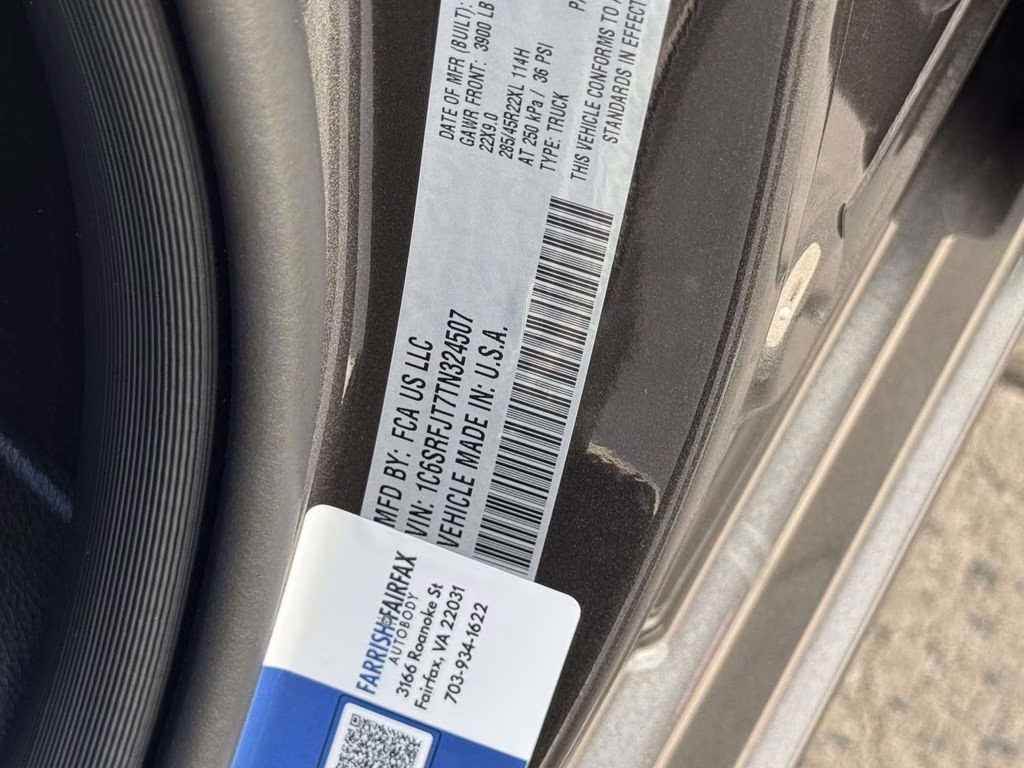 MFD BY: FCA US LLC
VIN: 1C6SRFJT7TN324507
VEHICLE MADE IN: U.S.A.
DATE OF MFR (BUILT):
GAWR FRONT: 3900 LB
22X9.0
285/45R22XL 114H
AT 250 kPa / 36 PSI
TYPE: TRUCK
THIS VEHICLE CONFORMS TO
STANDARDS IN EFFECT
FARRISH FAIRFAX
AUTOBODY
3166 Roanoke St
Fairfax, VA 22031
703-934-1622